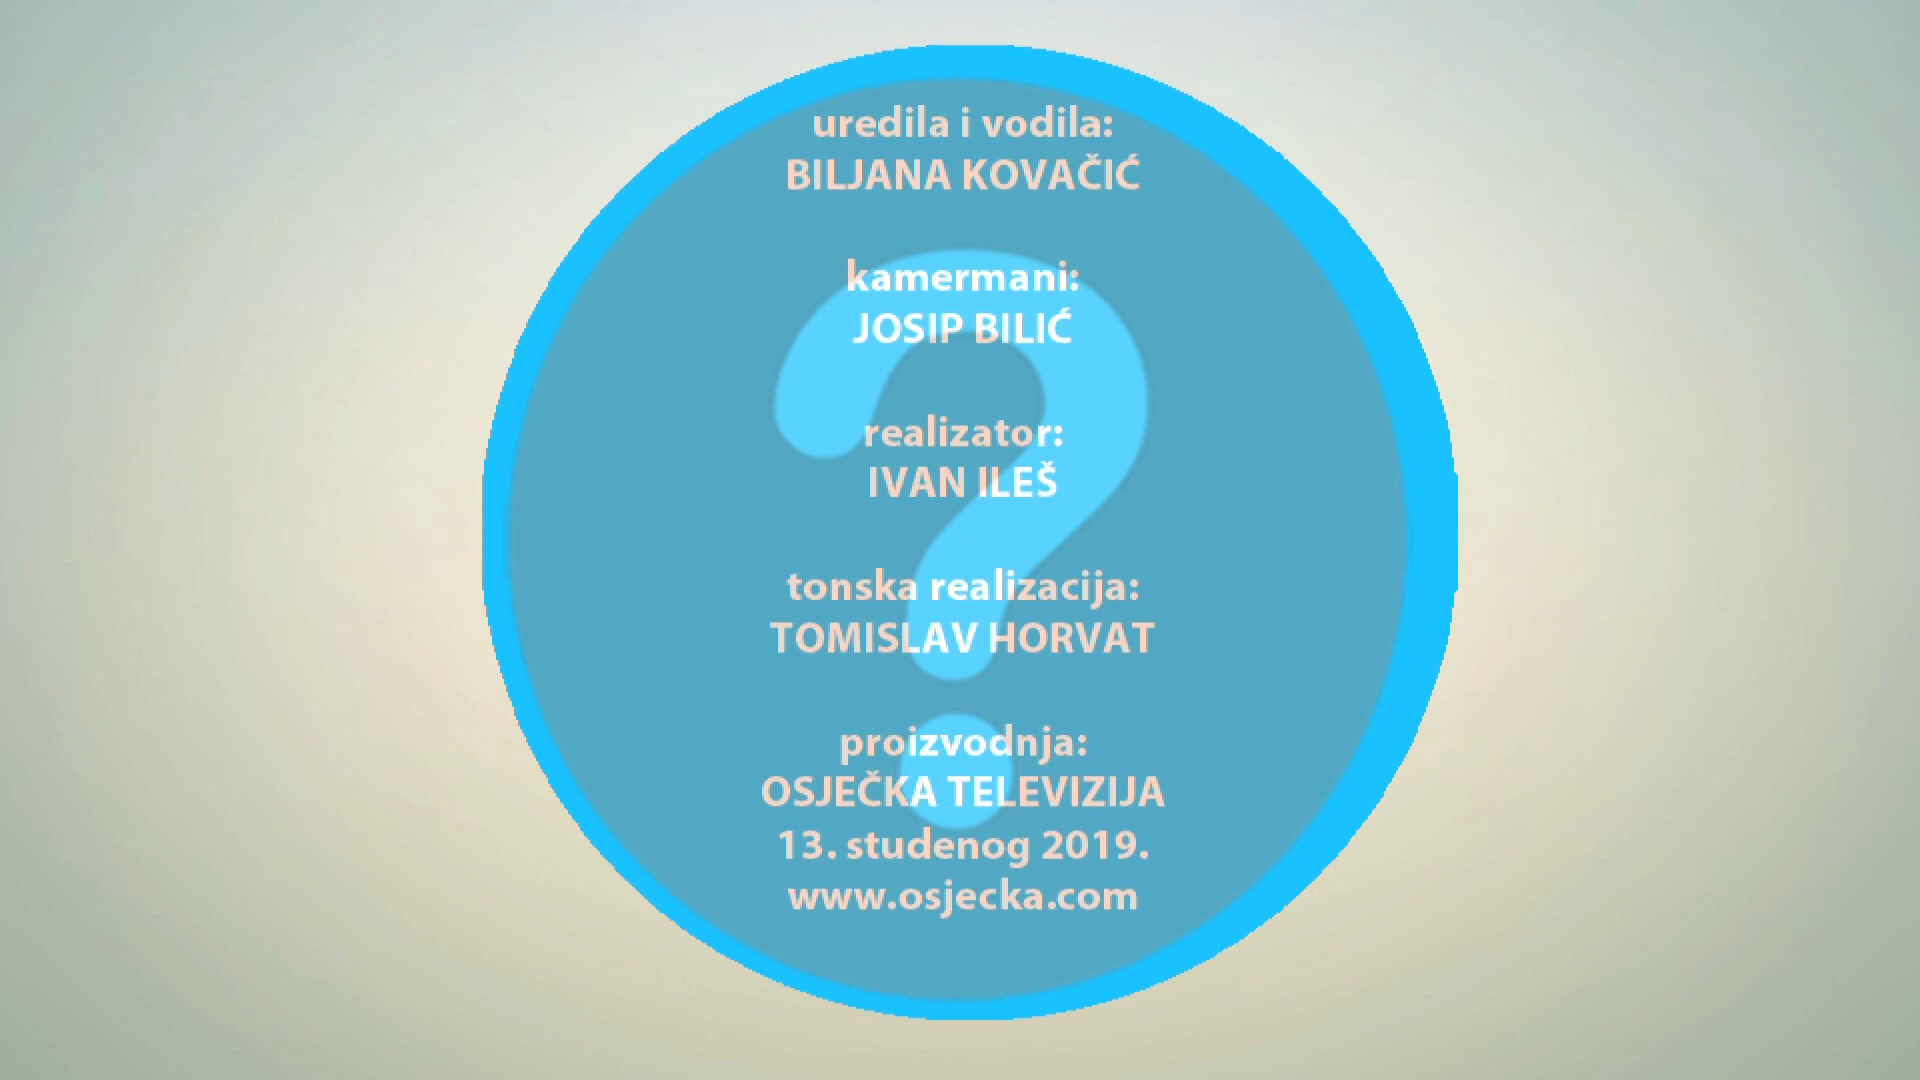 uredila i vodila:
BILJANA KOVAČIĆ
kamermani:
JOSIP BILIĆ
realizator:
IVAN ILEŠ
tonska realizacija:
TOMISLAV HORVAT
proizvodnja:
OSJEČKA TELEVIZIJA
13. studenog 2019.
www.osjecka.com